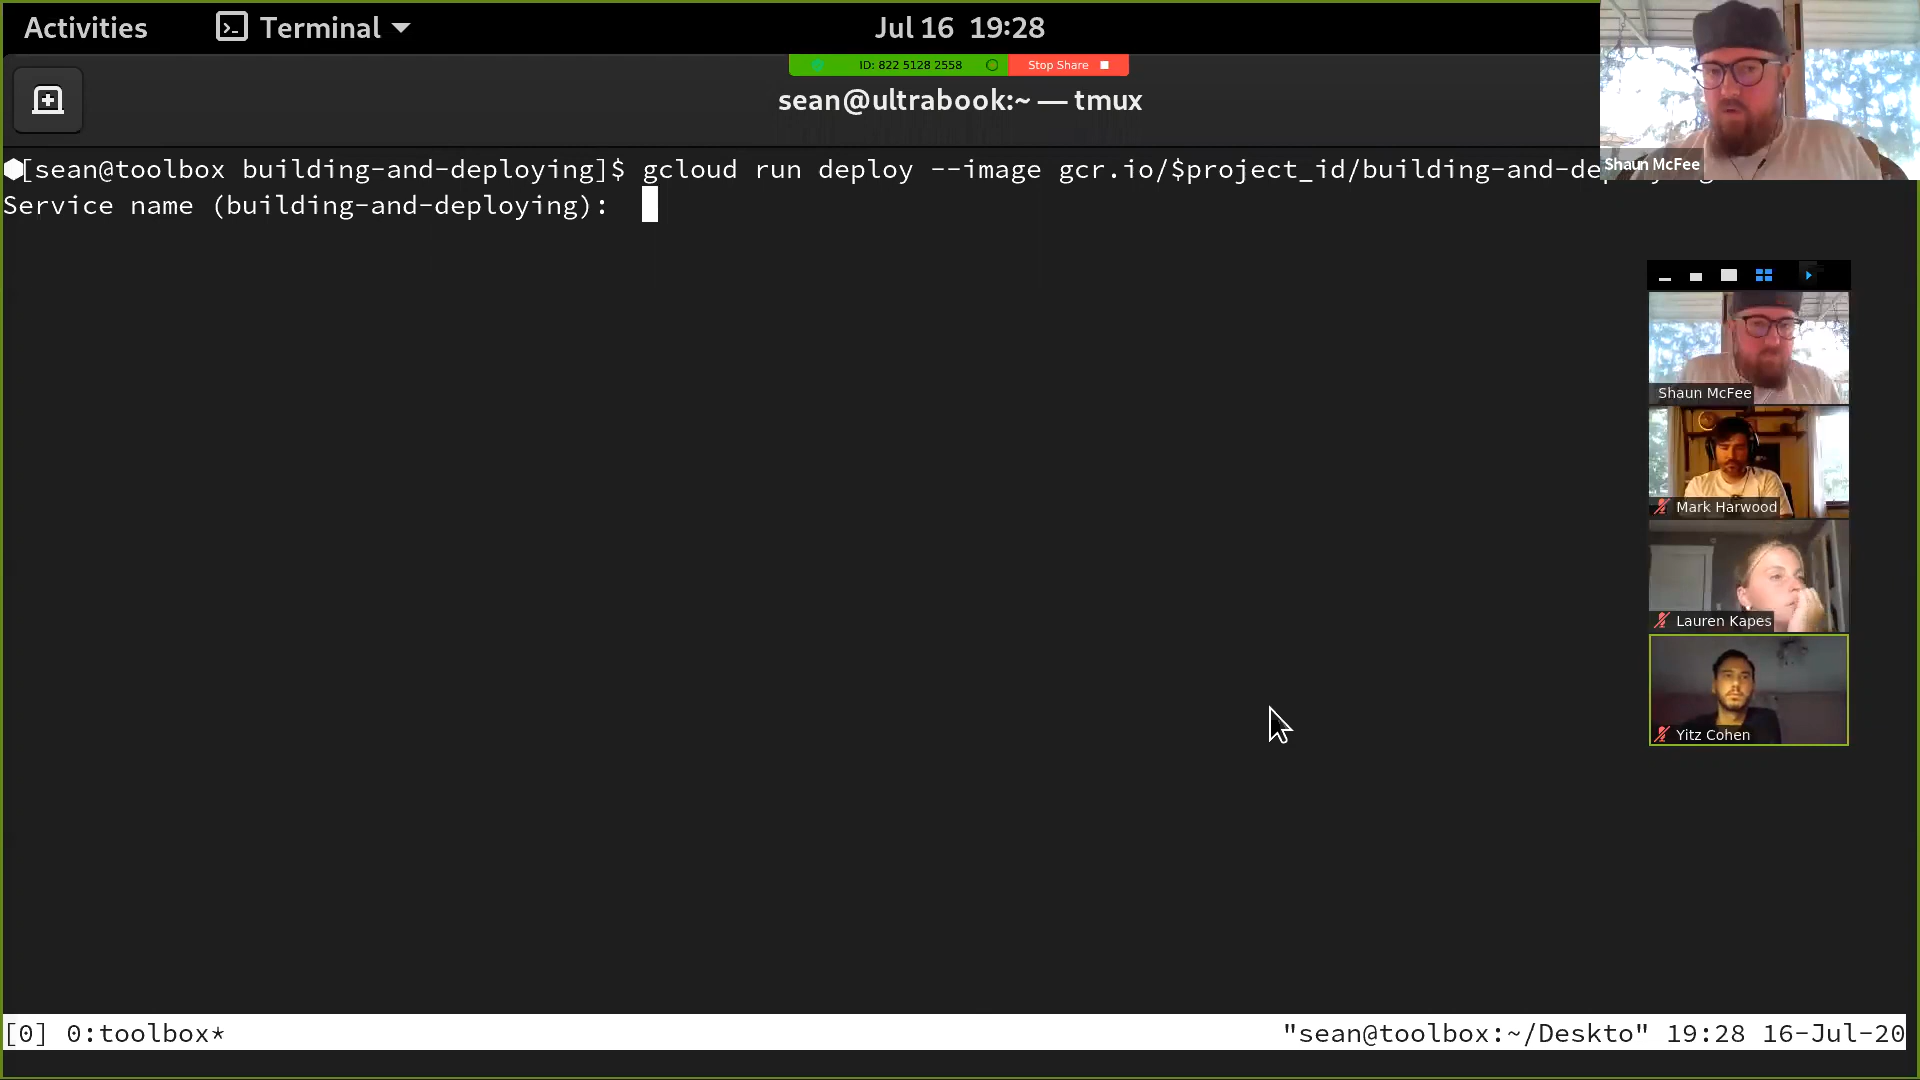 Activities Terminal Jul 16 19:28
ID: 822 5128 2558 Stop Share
sean@ultrabook:~ — tmux
Shaun McFee
[sean@toolbox building-and-deploying]$ gcloud run deploy --image gcr.io/$project_id/building-and-deploying
Service name (building-and-deploying):
Shaun McFee
Mark Harwood
Lauren Kapes
Yitz Cohen
[0] 0:toolbox* "sean@toolbox:~/Deskto" 19:28 16-Jul-20